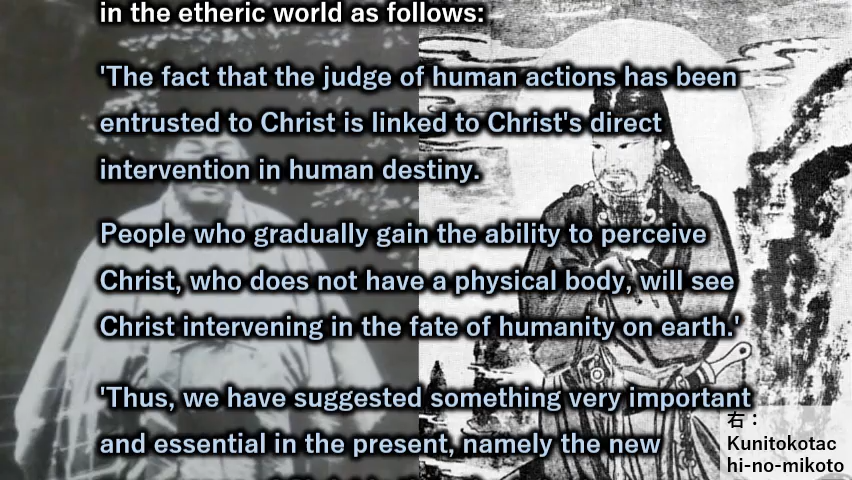 in the etheric world as follows:
'The fact that the judge of human actions has been
entrusted to Christ is linked to Christ's direct
intervention in human destiny.
People who gradually gain the ability to perceive
Christ, who does not have a physical body, will see
Christ intervening in the fate of humanity on earth.'
'Thus, we have suggested something very important
and essential in the present, namely the new
右：
Kunitokotac
hi-no-mikoto